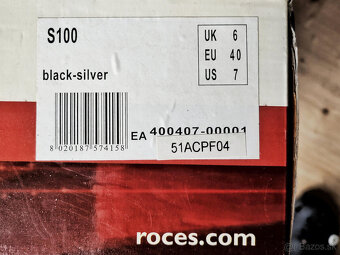 S100
UK 6
EU 40
US 7
black-silver
EA 400407-00001
8 020187 574158
51ACPF04
roces.com